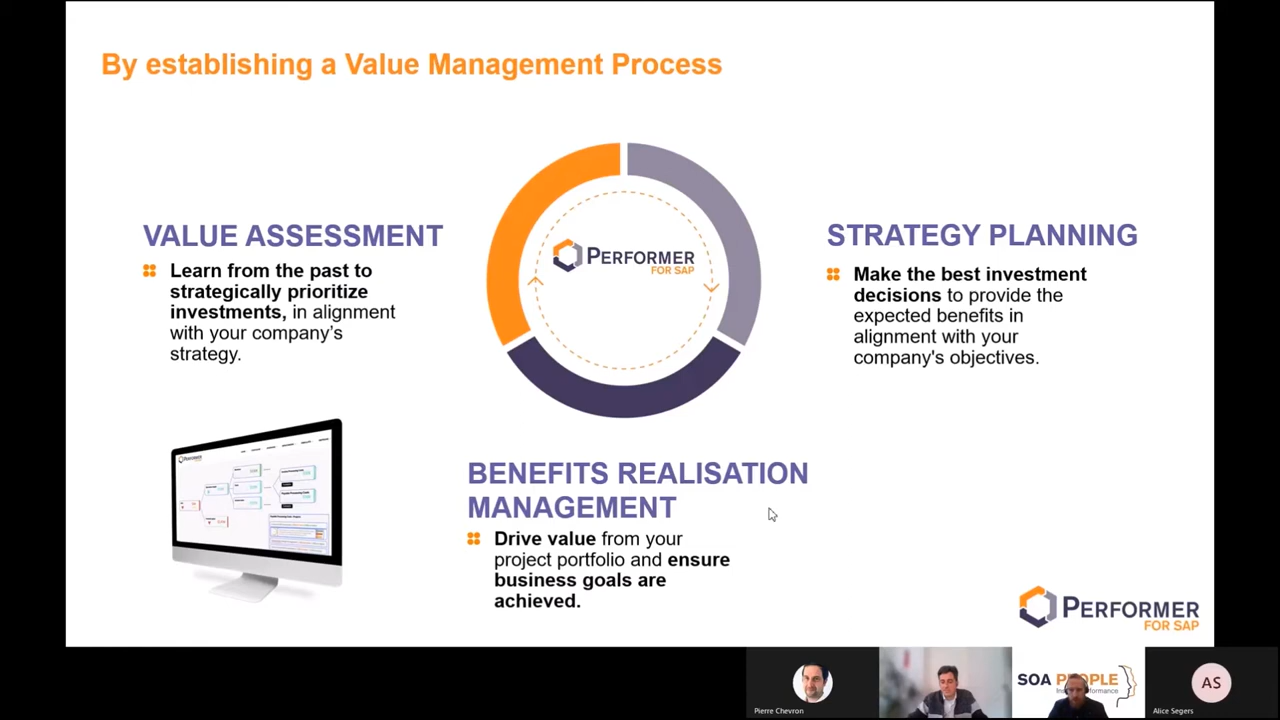 By establishing a Value Management Process
VALUE ASSESSMENT
Learn from the past to
strategically prioritize
investments, in alignment
with your company’s
strategy.
PERFORMER
FOR SAP
STRATEGY PLANNING
Make the best investment
decisions to provide the
expected benefits in
alignment with your
company's objectives.
PERFORMER
BENEFITS REALISATION
MANAGEMENT
Drive value from your
project portfolio and ensure
business goals are
achieved.
PERFORMER
FOR SAP
Pierre Chevron
SOA PEOPLE
AS
Alice Segers